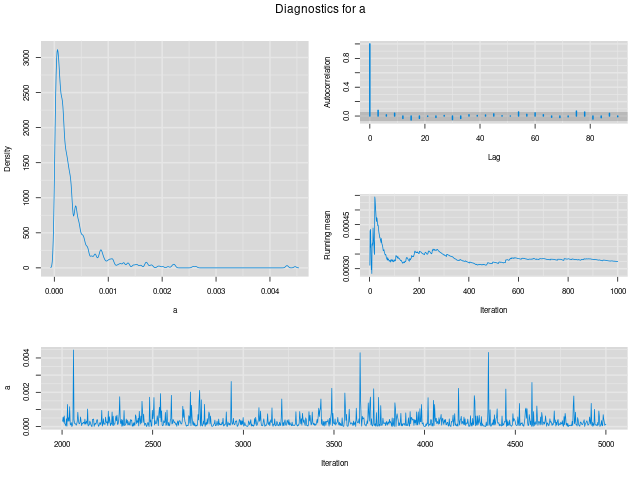 Diagnostics for a
Density
0 500 1000 1500 2000 2500 3000
0.000 0.001 0.002 0.003 0.004
a
Autocorrelation
0.0 0.4 0.8
0 20 40 60 80
Lag
Running mean
0.00030 0.00045
0 200 400 600 800 1000
Iteration
a
0.000 0.002 0.004
2000 2500 3000 3500 4000 4500 5000
Iteration